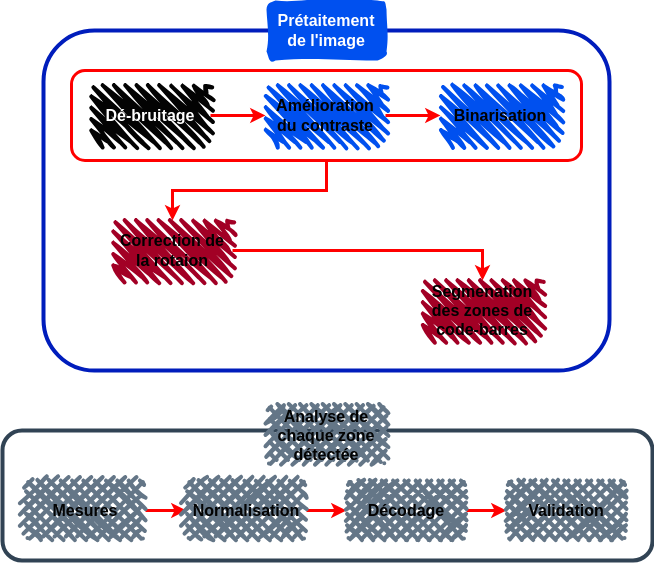 Prétaitement
de l'image
Dé-bruitage
Amélioration
du contraste
Binarisation
Correction de
la rotaion
Segmenation
des zones de
code-barres
Analyse de
chaque zone
détectée
Mesures
Normalisation
Décodage
Validation